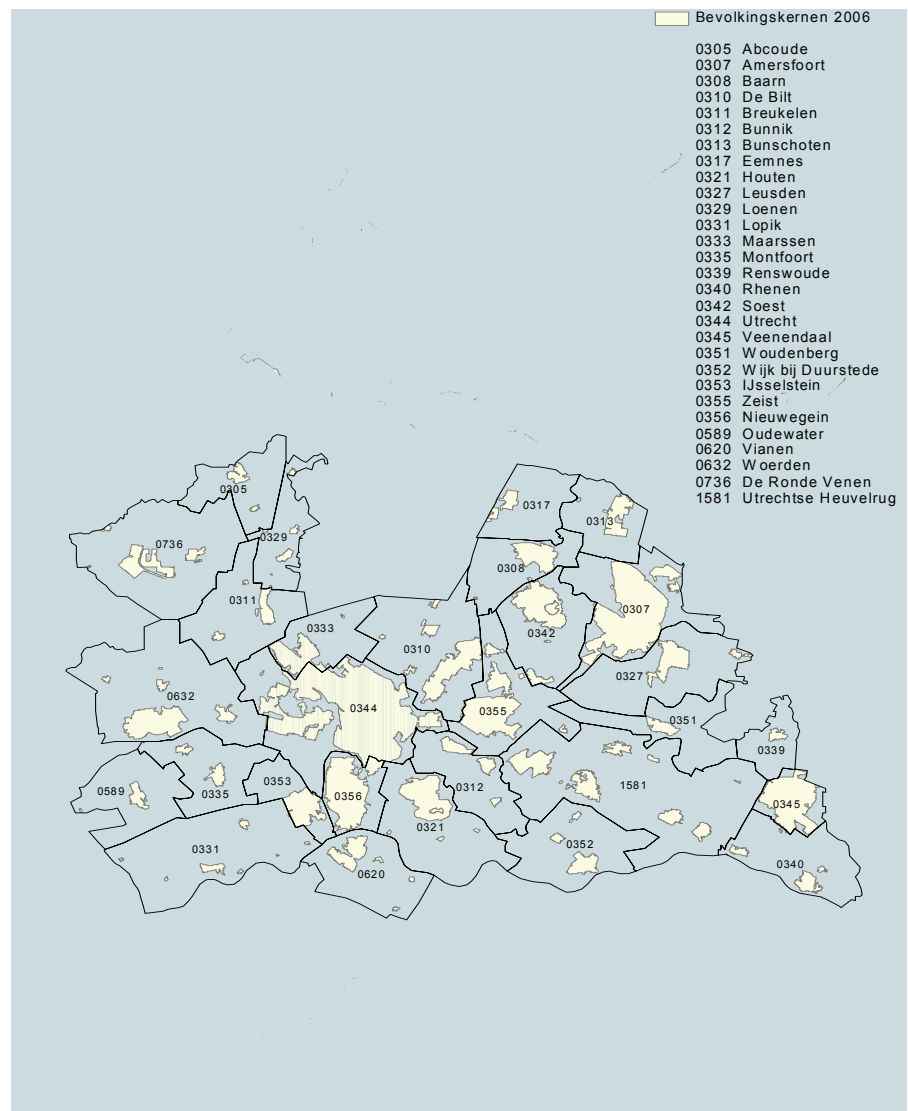 Bevolkingskernen 2006
0305 Abcoude
0307 Amersfoort
0308 Baarn
0310 De Bilt
0311 Breukelen
0312 Bunnik
0313 Bunschoten
0317 Eemnes
0321 Houten
0327 Leusden
0329 Loenen
0331 Lopik
0333 Maarssen
0335 Montfoort
0339 Renswoude
0340 Rhenen
0342 Soest
0344 Utrecht
0345 Veenendaal
0351 Woudenberg
0352 Wijk bij Duurstede
0353 IJsselstein
0355 Zeist
0356 Nieuwegein
0589 Oudewater
0620 Vianen
0632 Woerden
0736 De Ronde Venen
1581 Utrechtse Heuvelrug
0305
0317
0313
0329
0736
0308
0311
0307
0333
0342
0310
0327
0632
0344
0355
0351
0339
0353
0312
1581
0589
0335
0356
0345
0321
0352
0331
0620
0340